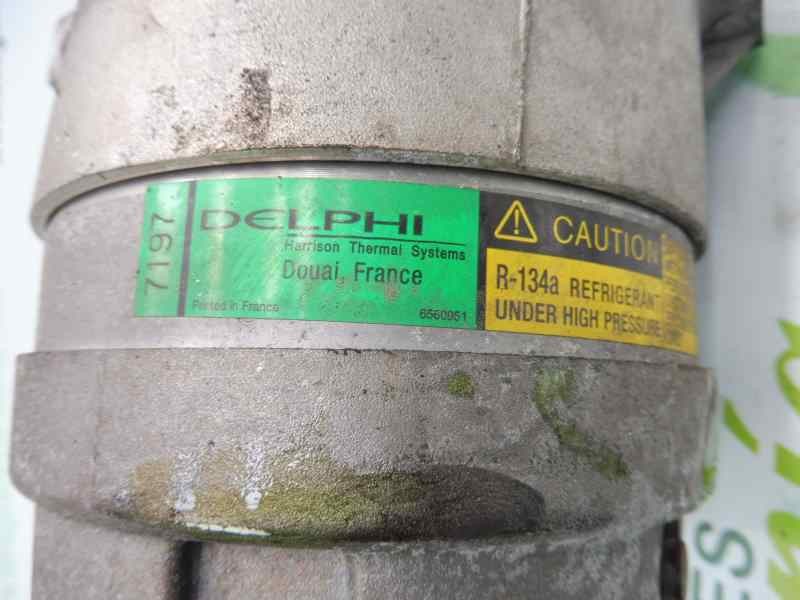 7197
DELPHI
Harrison Thermal Systems
Douai, France
Printed in France
6560951
CAUTION
R-134a REFRIGERANT
UNDER HIGH PRESSURE